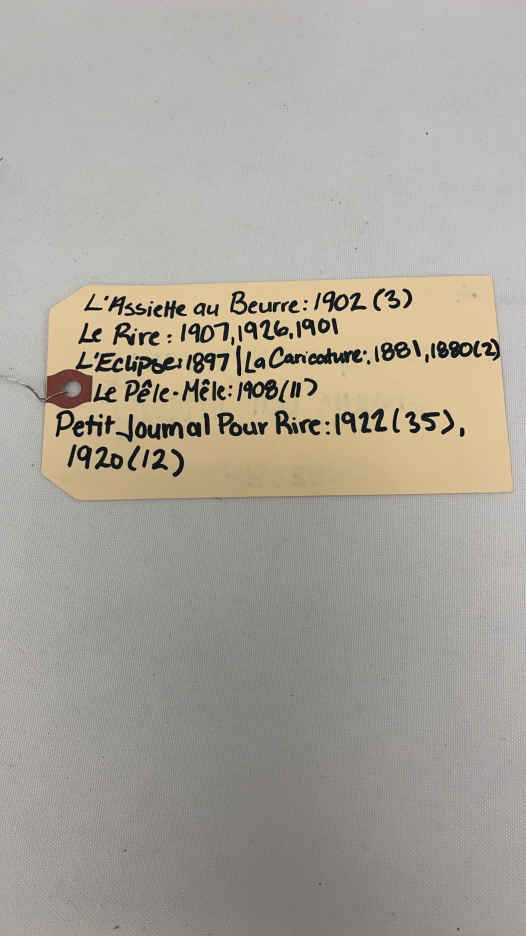 L'Assiette au Beurre: 1902 (3)
Le Rire: 1907, 1926, 1901
L'Eclipse: 1897 | La Caricature: 1881, 1880(2)
Le Pêle-Mêle: 1908 (11)
Petit Journal Pour Rire: 1922 (35),
1920 (12)